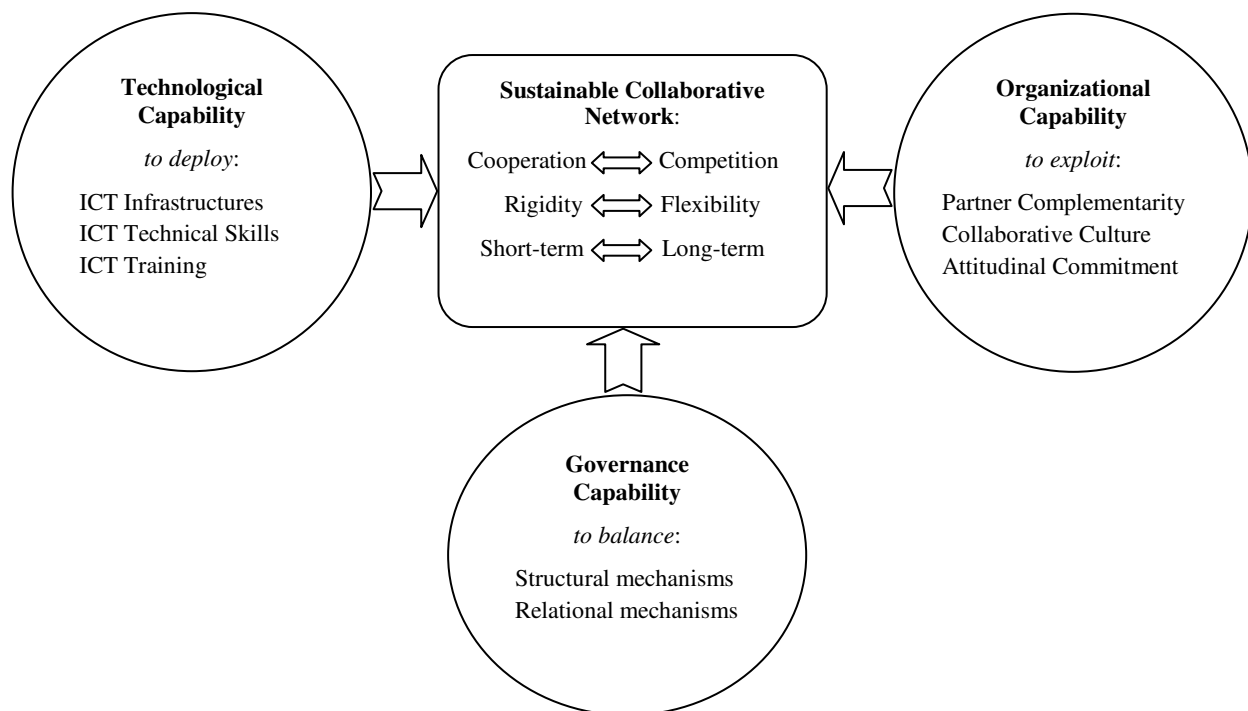 Technological
Capability
to deploy:
ICT Infrastructures
ICT Technical Skills
ICT Training
Sustainable Collaborative
Network:
Cooperation Competition
Rigidity Flexibility
Short-term Long-term
Organizational
Capability
to exploit:
Partner Complementarity
Collaborative Culture
Attitudinal Commitment
Governance
Capability
to balance:
Structural mechanisms
Relational mechanisms